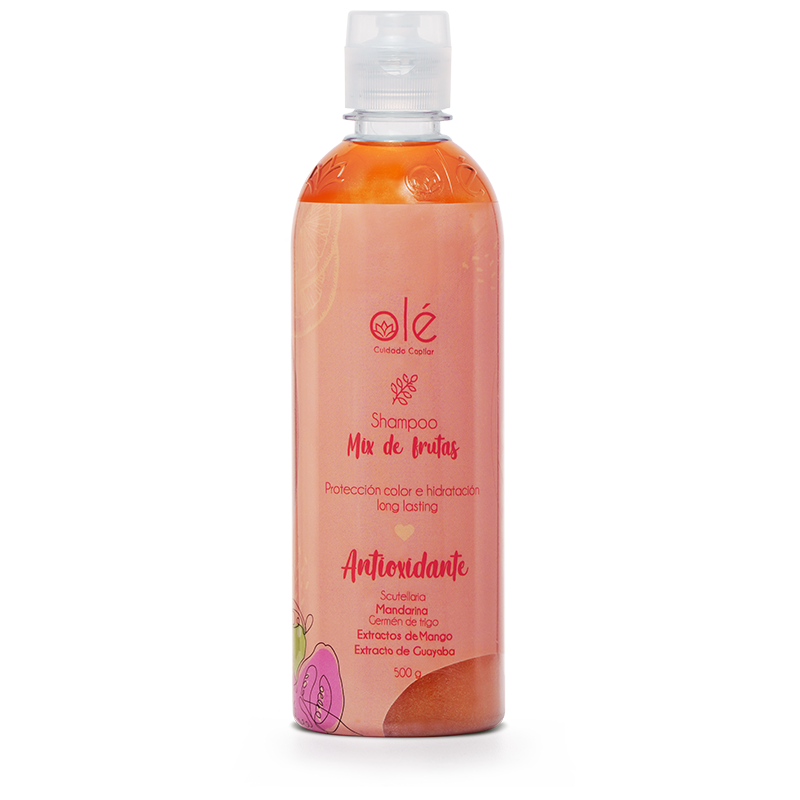 olé
Cuidado Capilar
Shampoo
Mix de frutas
Protección color e hidratación
long lasting
Antioxidante
Scutellaria
Mandarina
Germén de trigo
Extractos de Mango
Extracto de Guayaba
500 g